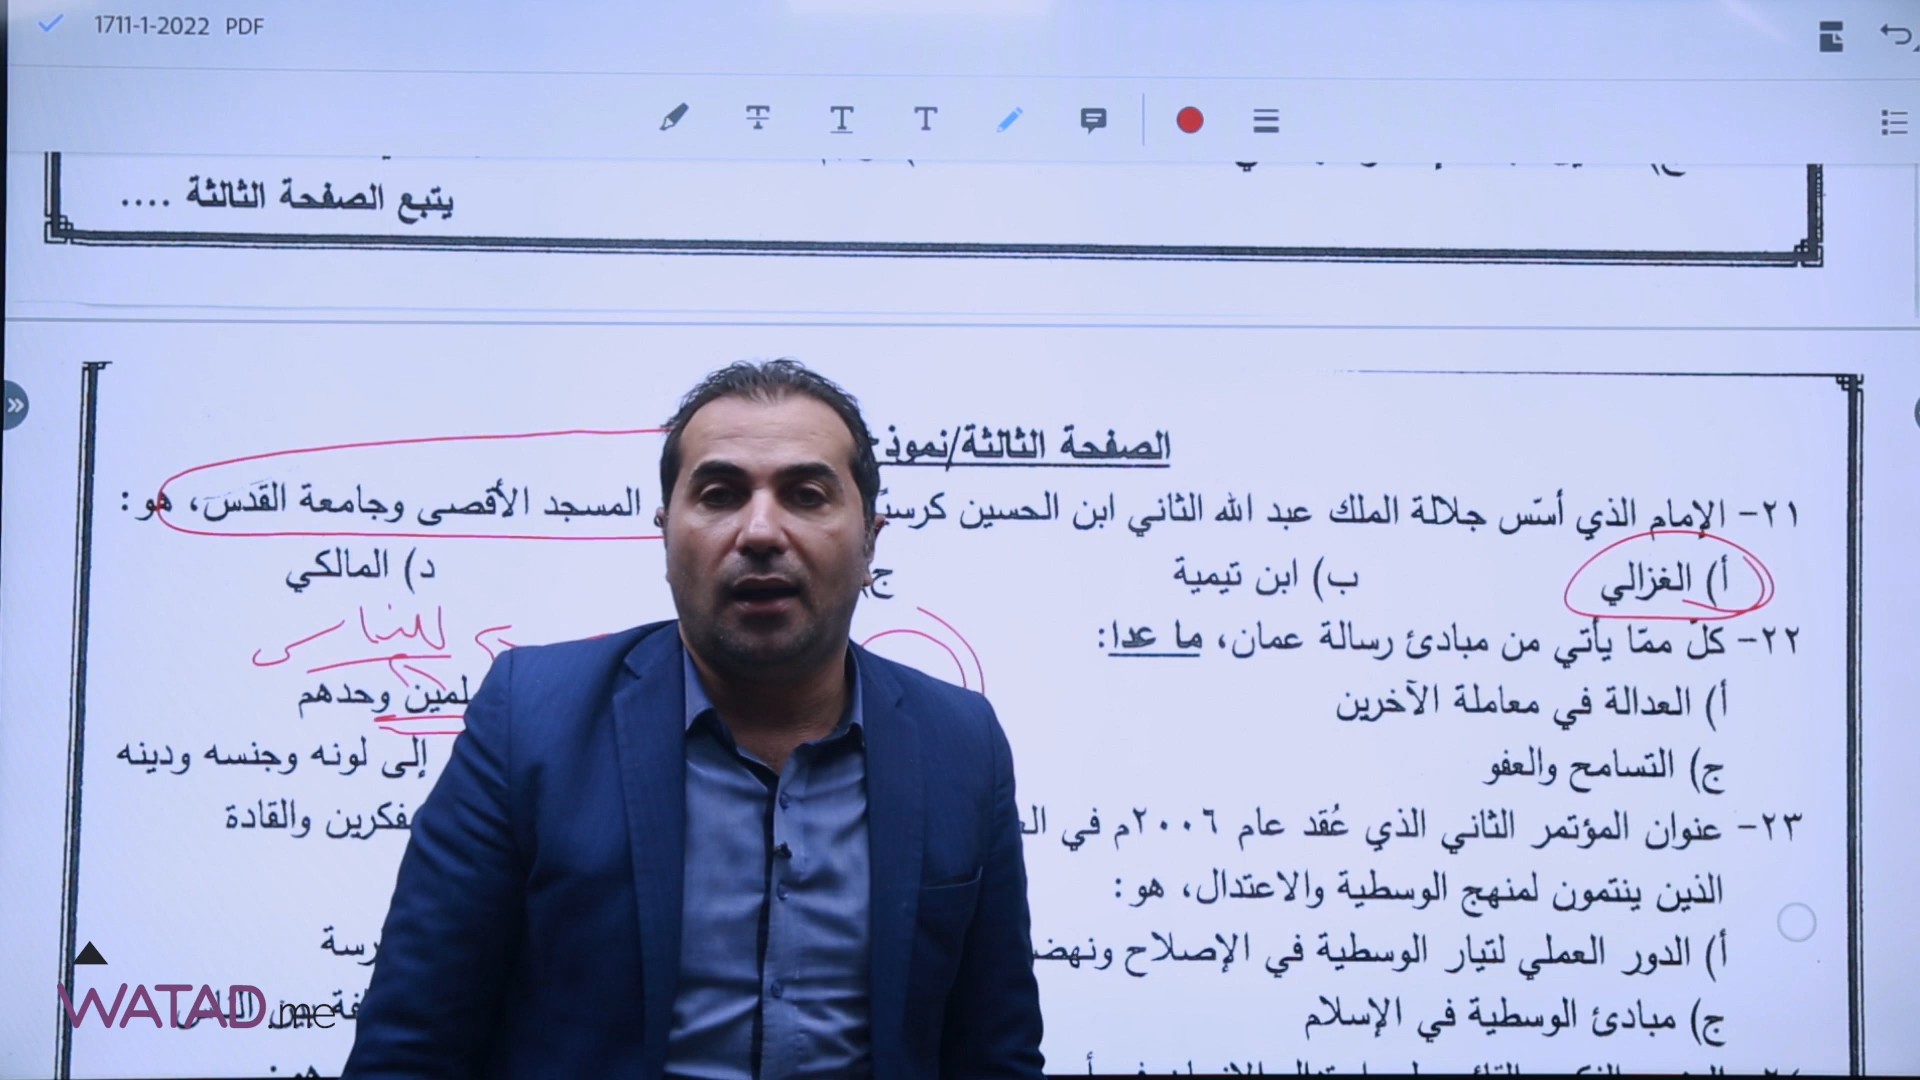 1711-1-2022 PDF
يتبع الصفحة الثالثة ....
الصفحة الثالثة/نموذج
٢١- الإمام الذي أسّس جلالة الملك عبد الله الثاني ابن الحسين كرسيًّا المسجد الأقصى وجامعة القدس، هو:
أ) الغزالي ب) ابن تيمية ج) د) المالكي
للناس
٢٢- كلّ ممّا يأتي من مبادئ رسالة عمان، ما عدا:
أ) العدالة في معاملة الآخرين وحدهم
ج) التسامح والعفو إلى لونه وجنسه ودينه
٢٣- عنوان المؤتمر الثاني الذي عُقد عام ٢٠٠٦م في والقادة
الذين ينتمون لمنهج الوسطية والاعتدال، هو:
أ) الدور العملي لتيار الوسطية في الإصلاح
ج) مبادئ الوسطية في الإسلام بين الناس
WATAD.me